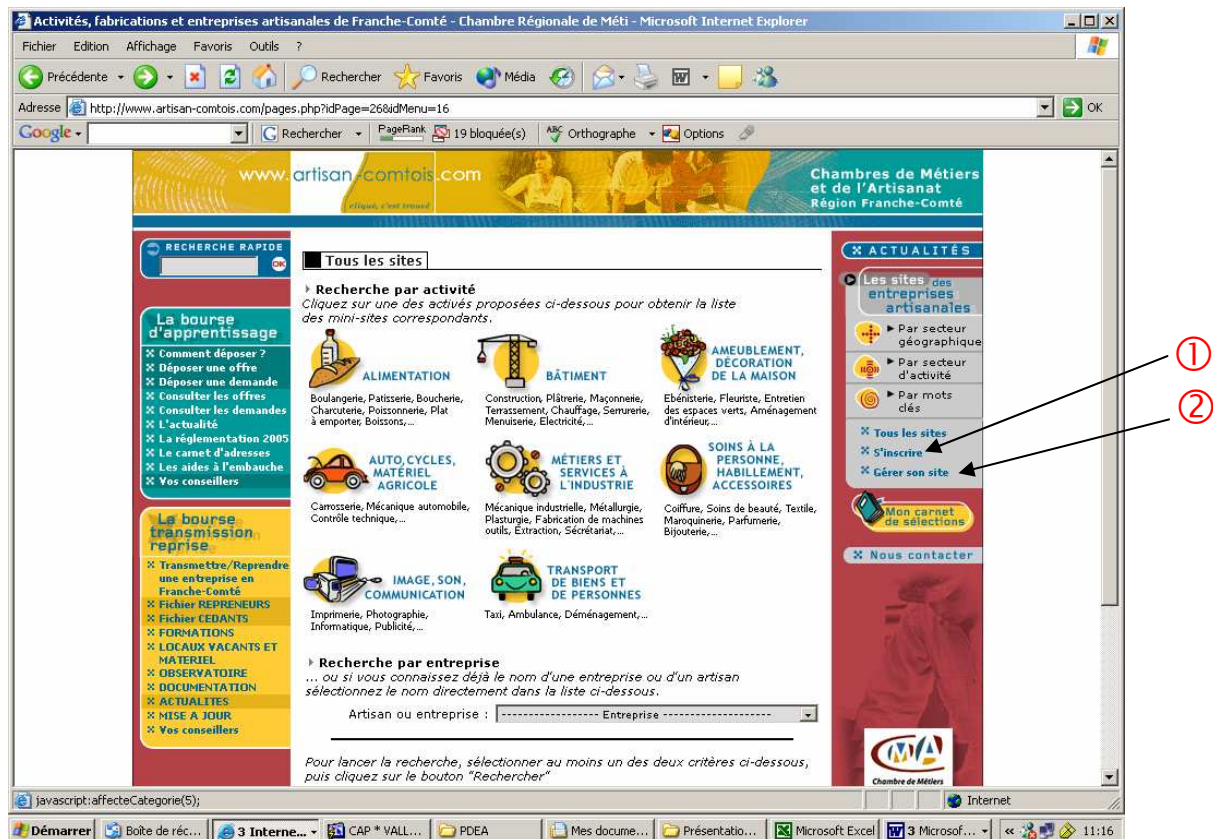 Activités, fabrications et entreprises artisanales de Franche-Comté - Chambre Régionale de Méti - Microsoft Internet Explorer
Fichier Edition Affichage Favoris Outils ?
Précédente Rechercher Favoris Média
Adresse http://www.artisan-comtois.com/pages.php?idPage=26&idMenu=16 OK
Google Rechercher PageRank 19 bloquée(s) ABC Orthographe Options
www.artisan-comtois.com
cliqué, c'est trouvé
Chambres de Métiers
et de l'Artisanat
Région Franche-Comté
RECHERCHE RAPIDE
OK
La bourse
d'apprentissage
Comment déposer ?
Déposer une offre
Déposer une demande
Consulter les offres
Consulter les demandes
L'actualité
La réglementation 2005
Le carnet d'adresses
Les aides à l'embauche
Vos conseillers
La bourse
transmission
reprise
Transmettre/Reprendre
une entreprise en
Franche-Comté
Fichier REPRENEURS
Fichier CEDANTS
FORMATIONS
LOCAUX VACANTS ET
MATERIEL
OBSERVATOIRE
DOCUMENTATION
ACTUALITES
MISE A JOUR
Vos conseillers
Tous les sites
Recherche par activité
Cliquez sur une des activés proposées ci-dessous pour obtenir la liste
des mini-sites correspondants.
ALIMENTATION
Boulangerie, Patisserie, Boucherie,
Charcuterie, Poissonnerie, Plat
à emporter, Boissons,...
BÂTIMENT
Construction, Plâtrerie, Maçonnerie,
Terrassement, Chauffage, Serrurerie,
Menuiserie, Electricité,...
AMEUBLEMENT,
DÉCORATION
DE LA MAISON
Ebénisterie, Fleuriste, Entretien
des espaces verts, Aménagement
d'intérieur,...
AUTO, CYCLES,
MATÉRIEL
AGRICOLE
Carrosserie, Mécanique automobile,
Contrôle technique,...
MÉTIERS ET
SERVICES À
L'INDUSTRIE
Mécanique industrielle, Métallurgie,
Plasturgie, Fabrication de machines
outils, Extraction, Sécrétariat,...
SOINS À LA
PERSONNE,
HABILLEMENT,
ACCESSOIRES
Coiffure, Soins de beauté, Textile,
Maroquinerie, Parfumerie,
Bijouterie,...
IMAGE, SON,
COMMUNICATION
Imprimerie, Photographie,
Informatique, Publicité,...
TRANSPORT
DE BIENS ET
DE PERSONNES
Taxi, Ambulance, Déménagement,...
Recherche par entreprise
... ou si vous connaissez déjà le nom d'une entreprise ou d'un artisan
sélectionnez le nom directement dans la liste ci-dessous.
Artisan ou entreprise : ------------------ Entreprise --------------------
Pour lancer la recherche, sélectionner au moins un des deux critères ci-dessous,
puis cliquez sur le bouton "Rechercher"
ACTUALITÉS
Les sites des
entreprises
artisanales
Par secteur
géographique
Par secteur
d'activité
Par mots
clés
Tous les sites
S'inscrire
Gérer son site
Mon carnet
de sélections
Nous contacter
CMA
Chambre de Métiers
①
②
javascript:affecteCategorie(5); Internet
Démarrer Boîte de réc... 3 Interne... CAP * VALL... PDEA Mes docume... Présentatio... Microsoft Excel 3 Microsof... « 11:16